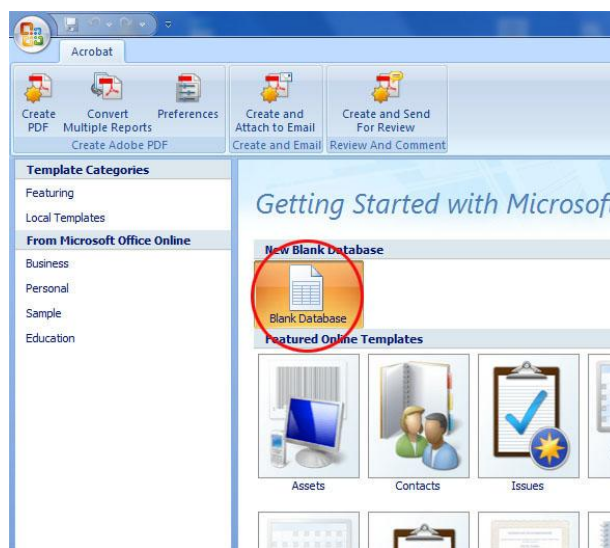 Acrobat
Create
PDF
Convert
Multiple Reports
Preferences
Create and
Attach to Email
Create and Send
For Review
Create Adobe PDF
Create and Email
Review And Comment
Template Categories
Featuring
Local Templates
From Microsoft Office Online
Business
Personal
Sample
Education
Getting Started with Microsof
New Blank Database
Blank Database
Featured Online Templates
Assets
Contacts
Issues